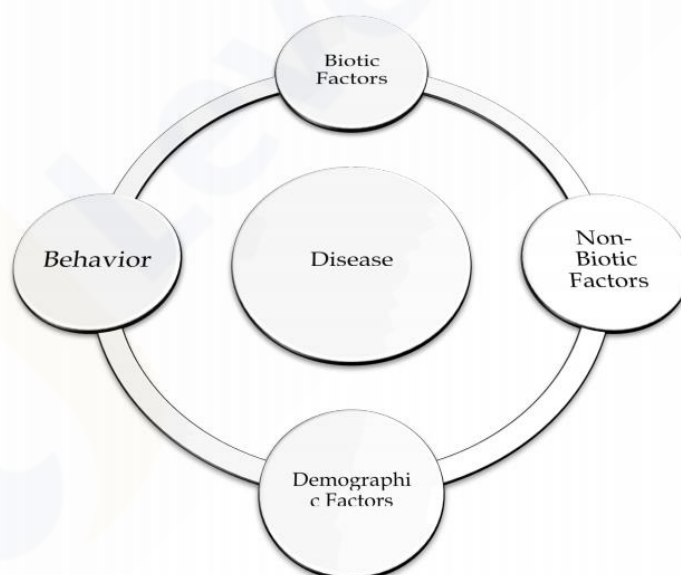 Biotic
Factors
Behavior
Disease
Non-
Biotic
Factors
Demographi
c Factors